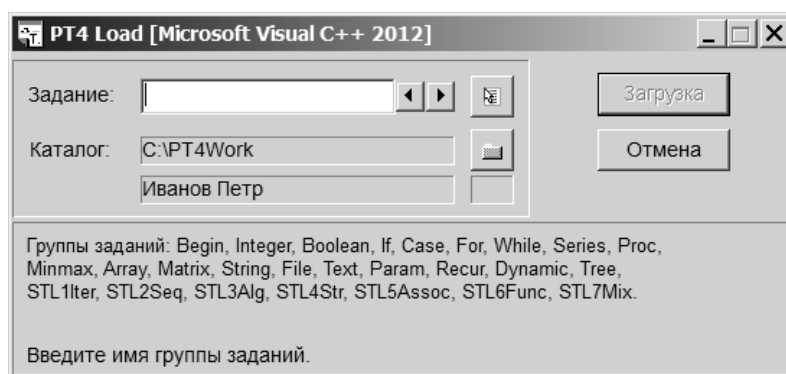 PT4 Load [Microsoft Visual C++ 2012]
Задание:
Загрузка
Каталог: C:\PT4Work
Отмена
Иванов Петр
Группы заданий: Begin, Integer, Boolean, If, Case, For, While, Series, Proc,
Minmax, Array, Matrix, String, File, Text, Param, Recur, Dynamic, Tree,
STL1Iter, STL2Seq, STL3Alg, STL4Str, STL5Assoc, STL6Func, STL7Mix.
Введите имя группы заданий.